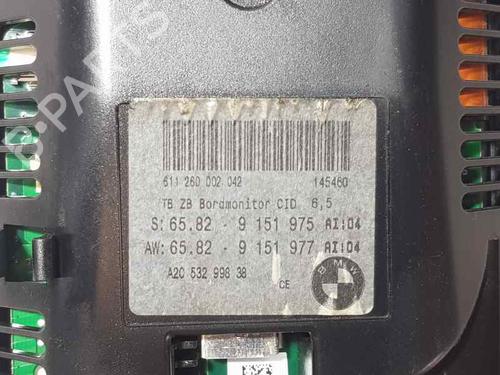 B-PARTS
611 260 002 042 145460
TB ZB Bordmonitor CID 6,5
S: 65.82 - 9 151 975 AI:04
AW: 65.82 - 9 151 977 AI:04
A2C 532 998 38
CE
BMW